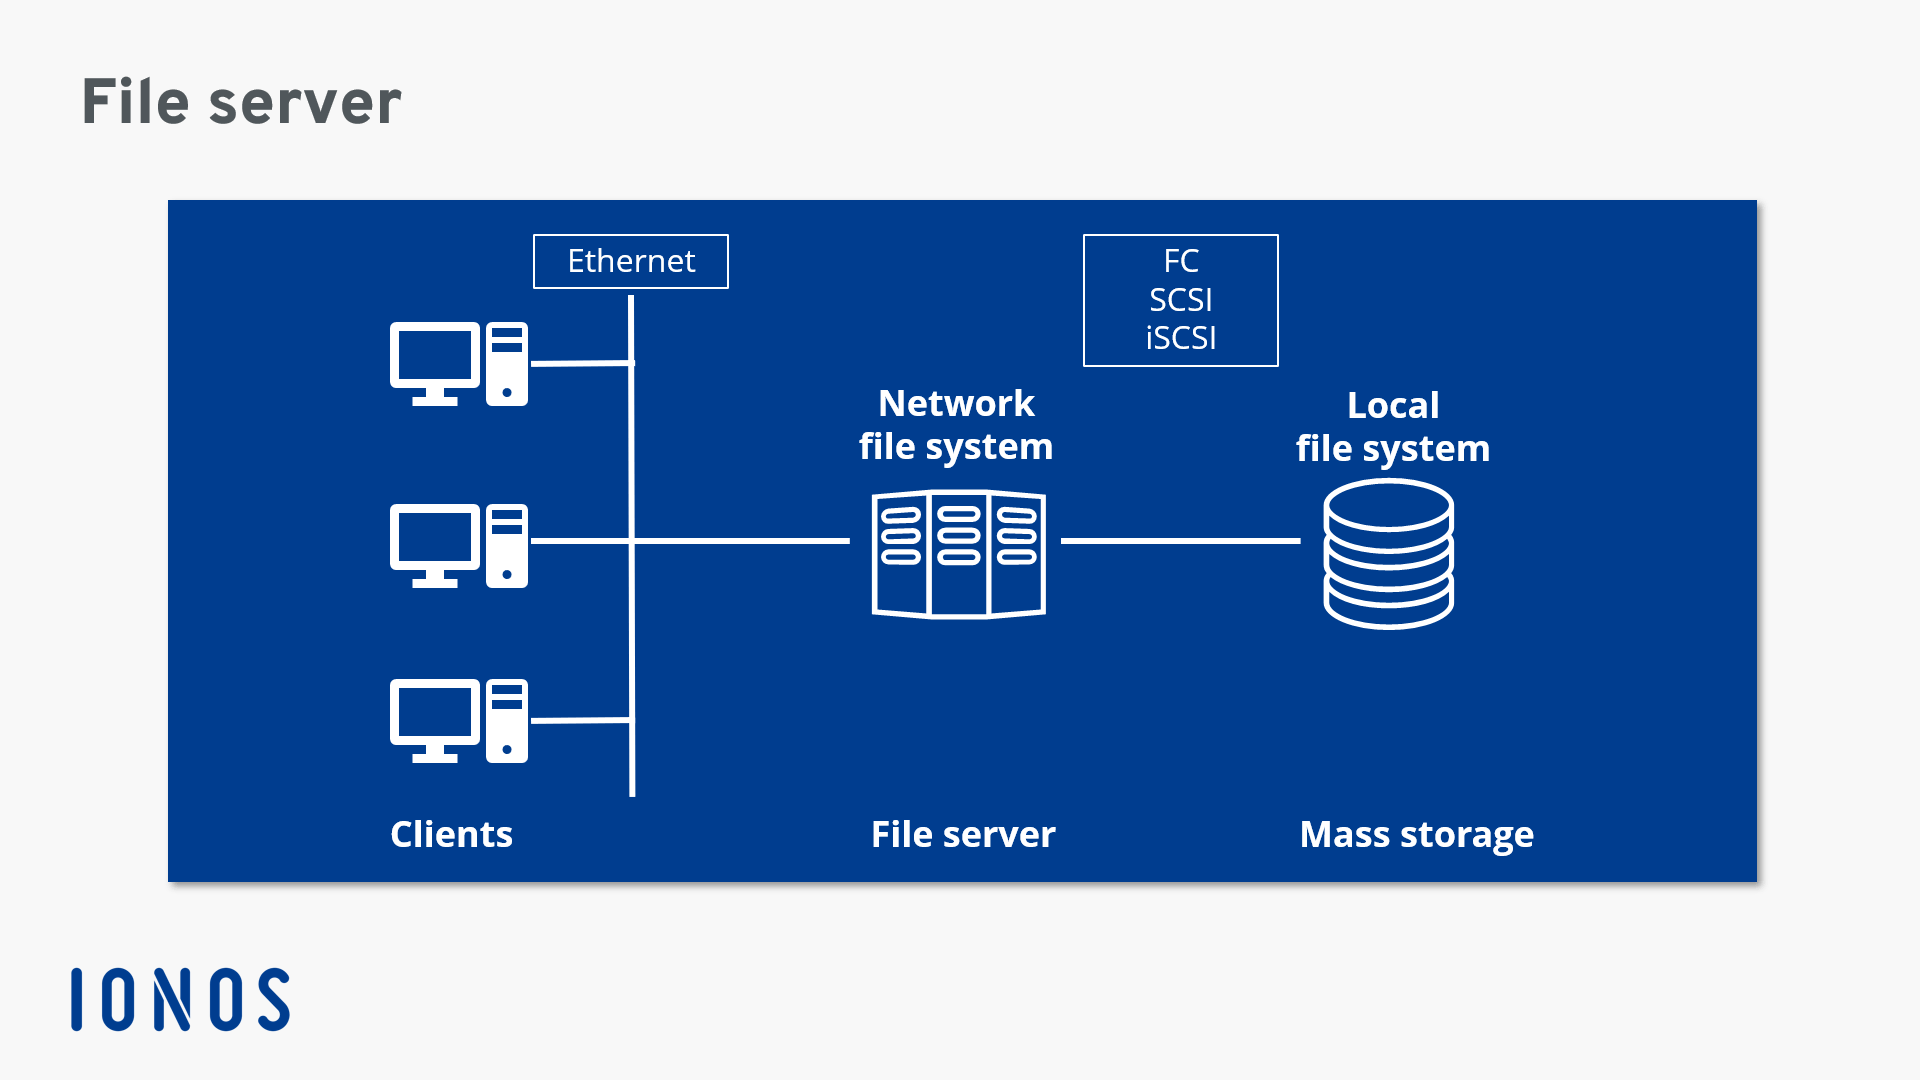 File server
Ethernet
FC
SCSI
iSCSI
Network
file system
Local
file system
Clients
File server
Mass storage
IONOS